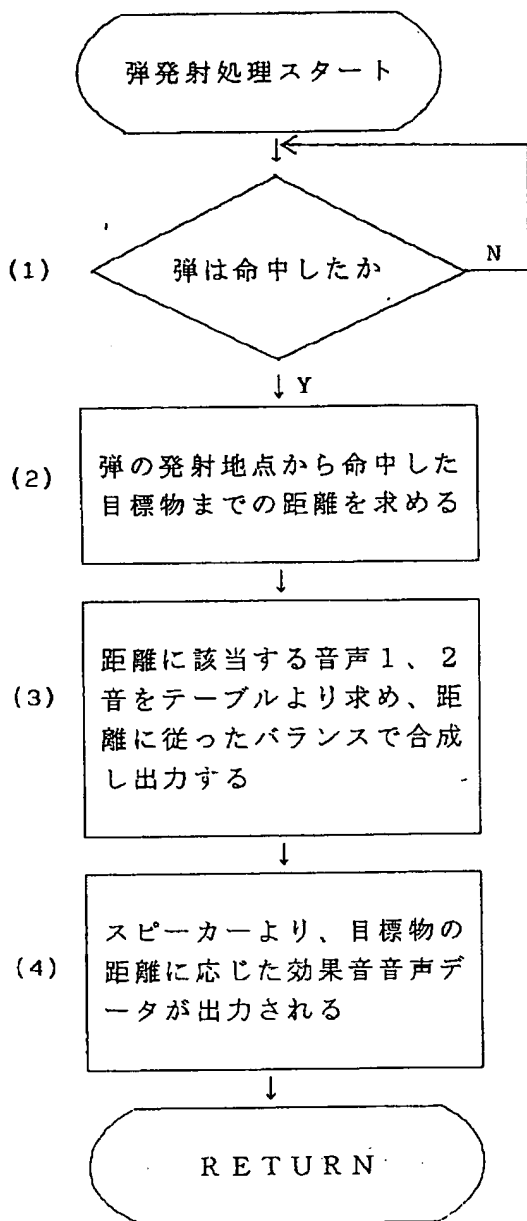 弾発射処理スタート
(1)
弾は命中したか
N
Y
(2)
弾の発射地点から命中した
目標物までの距離を求める
(3)
距離に該当する音声１、２
音をテーブルより求め、距
離に従ったバランスで合成
し出力する
(4)
スピーカーより、目標物の
距離に応じた効果音音声デ
ータが出力される
RETURN